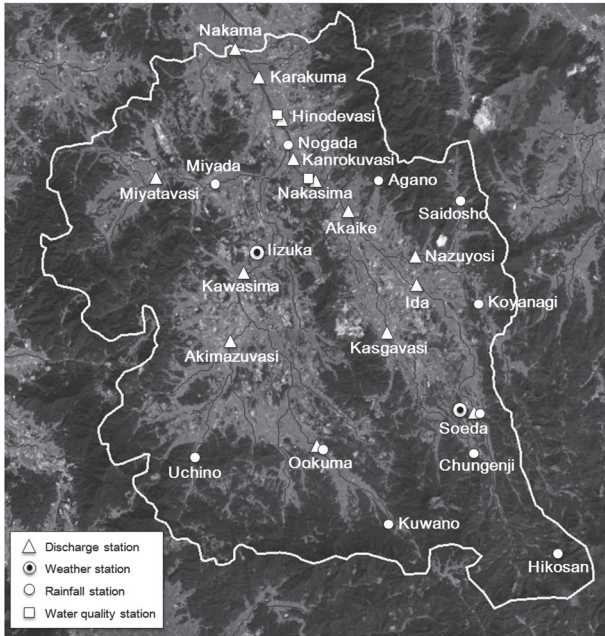 Nakama
Karakuma
Hinodevasi
Nogada
Kanrokuvasi
Miyada
Miyatavasi
Nakasima
Agano
Saidosho
Akaike
Iizuka
Nazuyosi
Kawasima
Ida
Koyanagi
Kasgavasi
Akimazuvasi
Soeda
Chungenji
Uchino
Ookuma
Kuwano
Hikosan
Discharge station
Weather station
Rainfall station
Water quality station